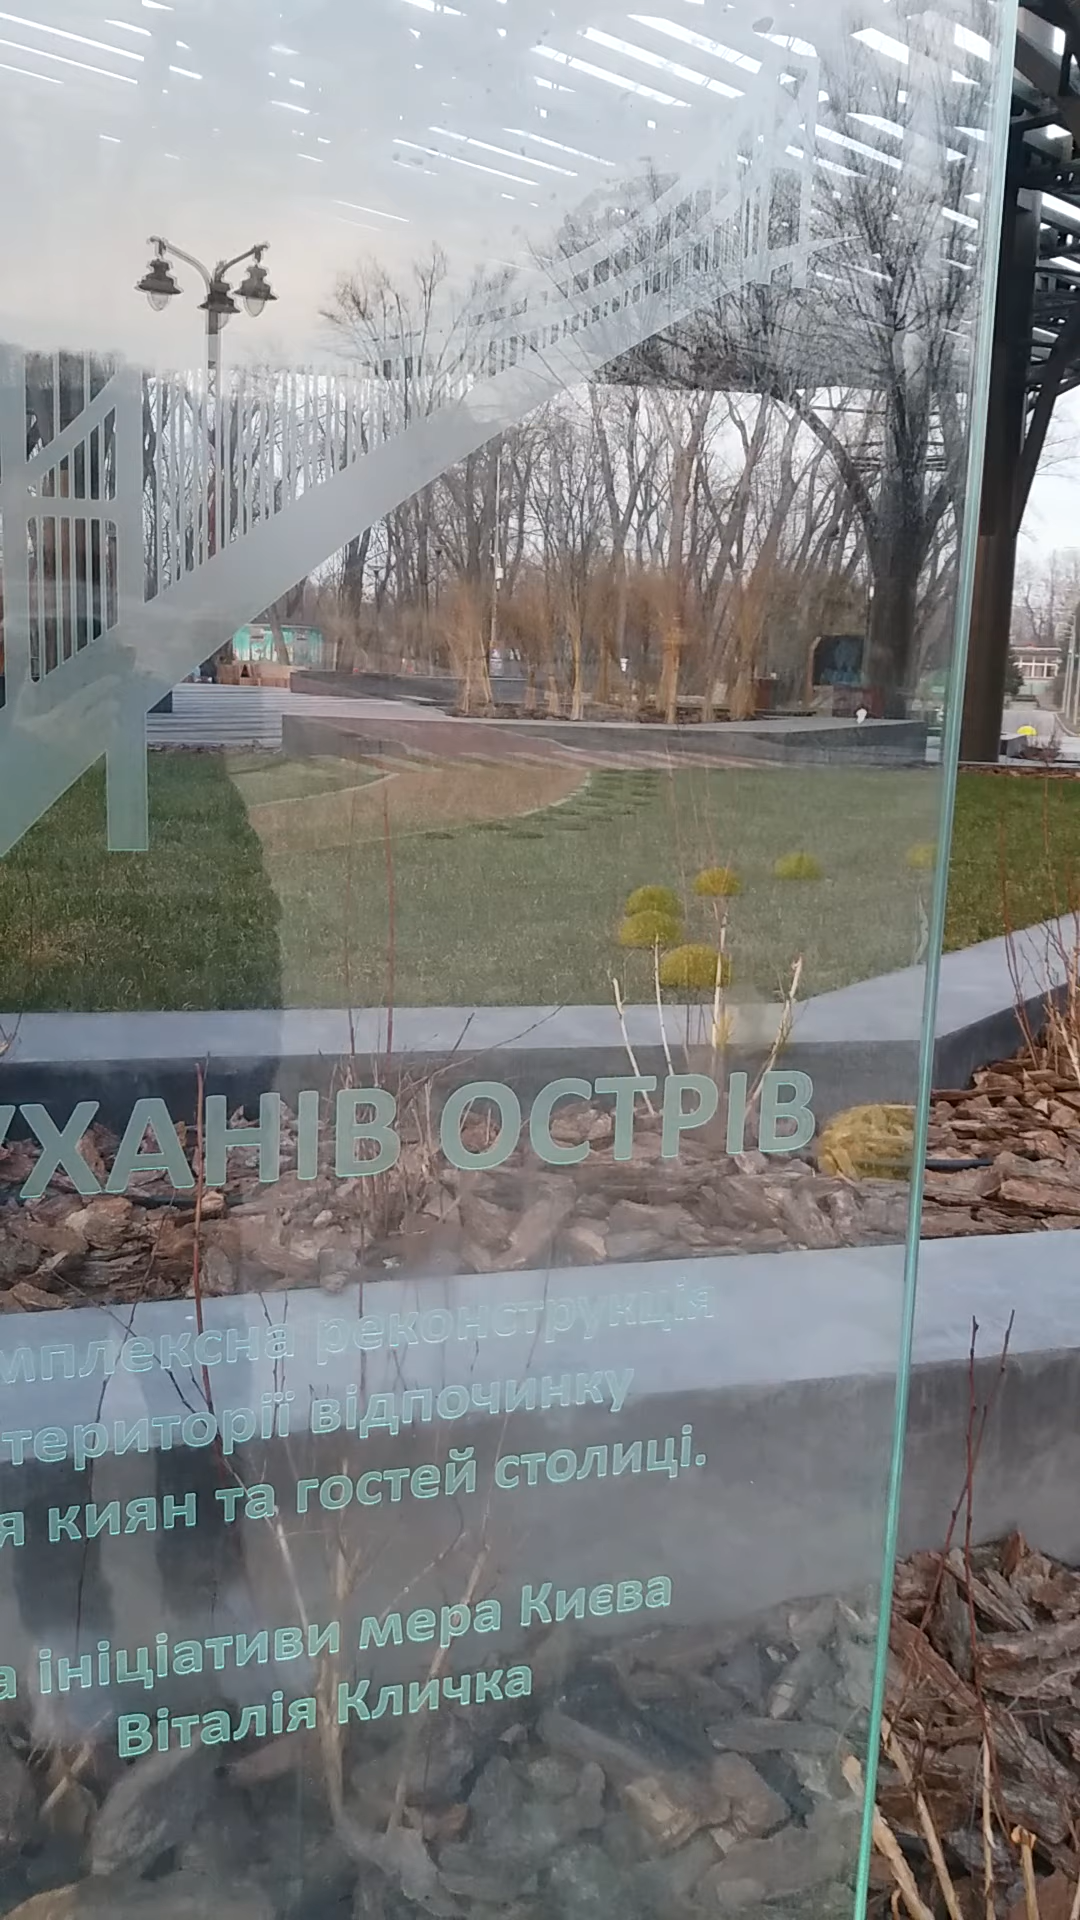 УХАНІВ ОСТРІВ
мплексна реконструкція
території відпочинку
я киян та гостей столиці.
а ініціативи мера Києва
Віталія Кличка